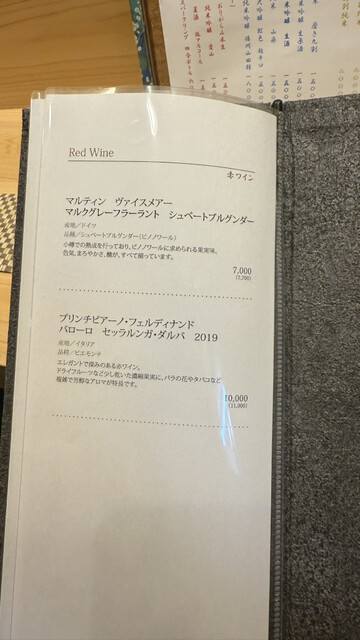 Red Wine
赤ワイン
マルティン ヴァイスメアー
マルクグレーフラーラント シュペートブルグンダー
産地/ドイツ
品種/シュペートブルグンダー(ピノノワール)
小樽での熟成を行っており、ピノノワールに求められる果実味、
色気、まろやかさ、酸が、すべて揃っています。
7,000
(7,700)
プリンチピアーノ・フェルディナンド
バローロ セッラルンガ・ダルバ 2019
産地/イタリア
品種/ピエモンテ
エレガントで深みのある赤ワイン。
ドライフルーツなど少し乾いた濃縮果実に、バラの花やタバコなど
複雑で芳醇なアロマが特長です。
10,000
(11,000)